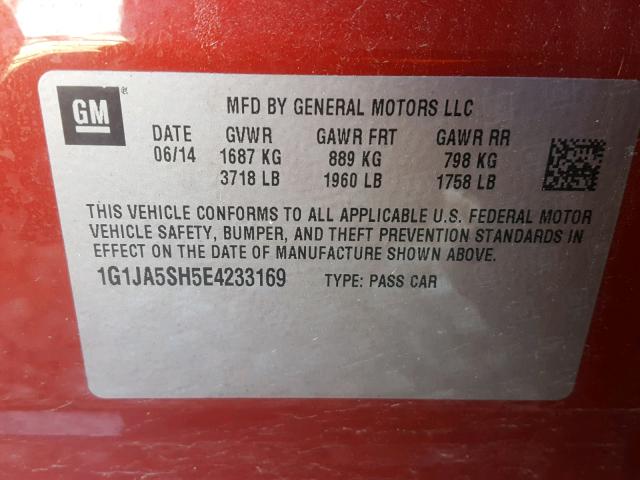 GM® MFD BY GENERAL MOTORS LLC
DATE GVWR GAWR FRT GAWR RR
06/14 1687 KG 889 KG 798 KG
3718 LB 1960 LB 1758 LB
THIS VEHICLE CONFORMS TO ALL APPLICABLE U.S. FEDERAL MOTOR
VEHICLE SAFETY, BUMPER, AND THEFT PREVENTION STANDARDS IN
EFFECT ON THE DATE OF MANUFACTURE SHOWN ABOVE.
1G1JA5SH5E4233169 TYPE: PASS CAR